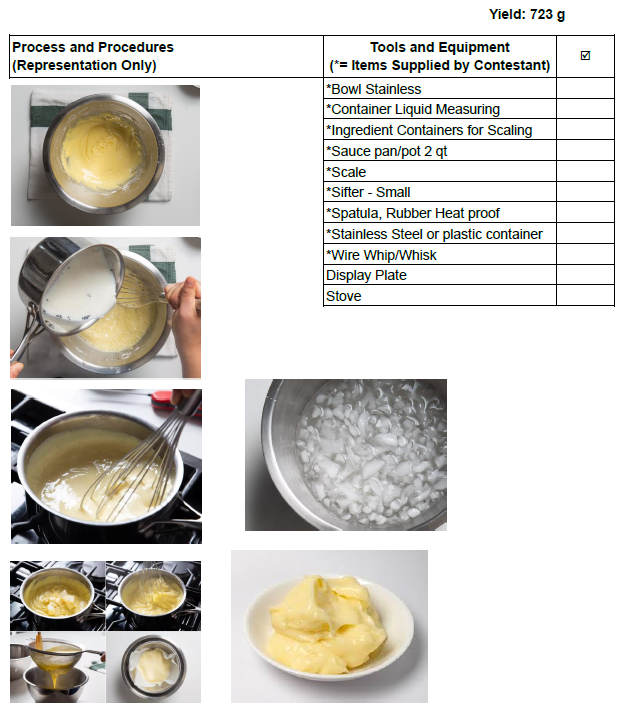 Yield: 723 g
Process and Procedures
(Representation Only)
Tools and Equipment
(*= Items Supplied by Contestant)
☑
*Bowl Stainless
*Container Liquid Measuring
*Ingredient Containers for Scaling
*Sauce pan/pot 2 qt
*Scale
*Sifter - Small
*Spatula, Rubber Heat proof
*Stainless Steel or plastic container
*Wire Whip/Whisk
Display Plate
Stove